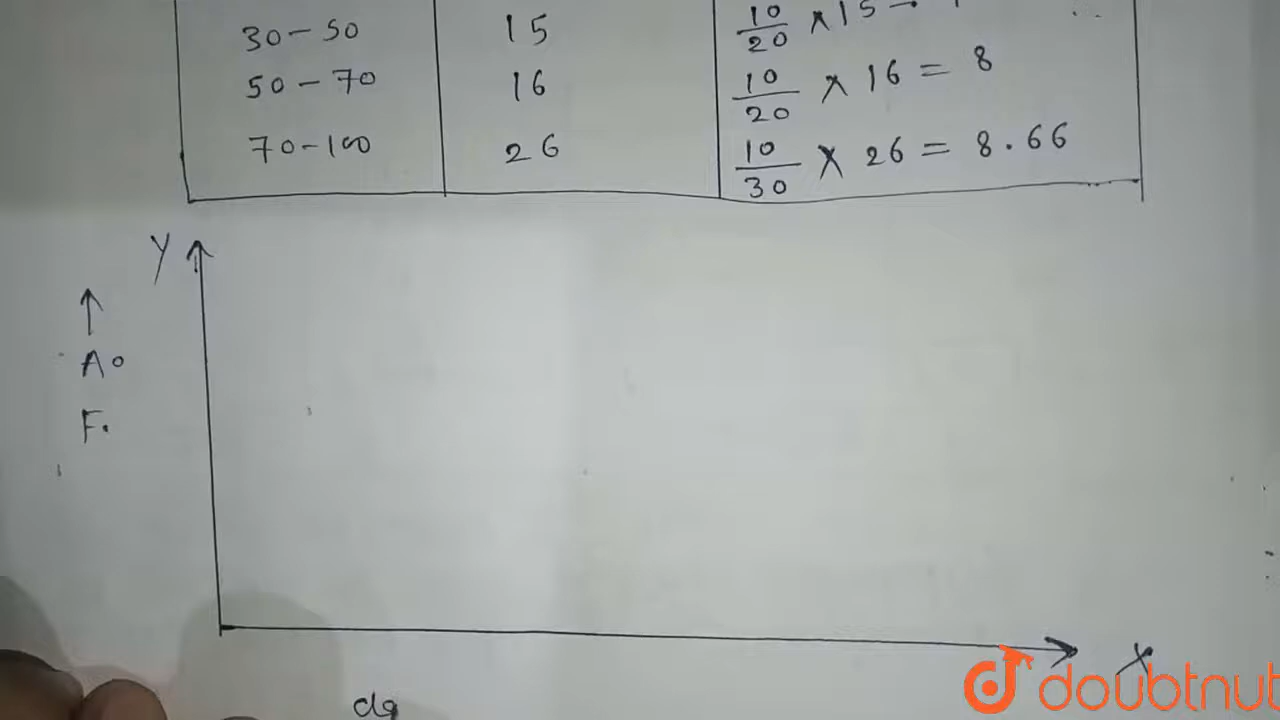 30-50 15 10/20 × 15 =
50-70 16 10/20 × 16 = 8
70-100 26 10/30 × 26 = 8.66
Y
↑
A o
F.
X
doubtnut